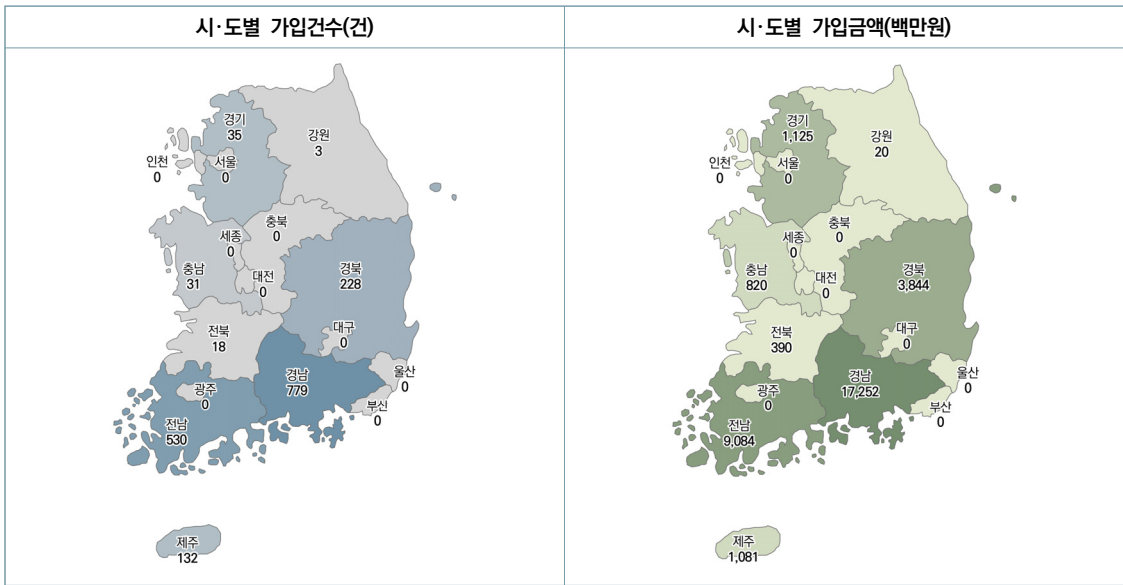 시·도별 가입건수(건)
경기
35
강원
3
인천
0
서울
0
충북
0
세종
0
충남
31
대전
0
경북
228
전북
18
대구
0
경남
779
울산
0
광주
0
부산
0
전남
530
제주
132
시·도별 가입금액(백만원)
경기
1,125
강원
20
인천
0
서울
0
충북
0
세종
0
충남
820
대전
0
경북
3,844
전북
390
대구
0
경남
17,252
울산
0
광주
0
부산
0
전남
9,084
제주
1,081